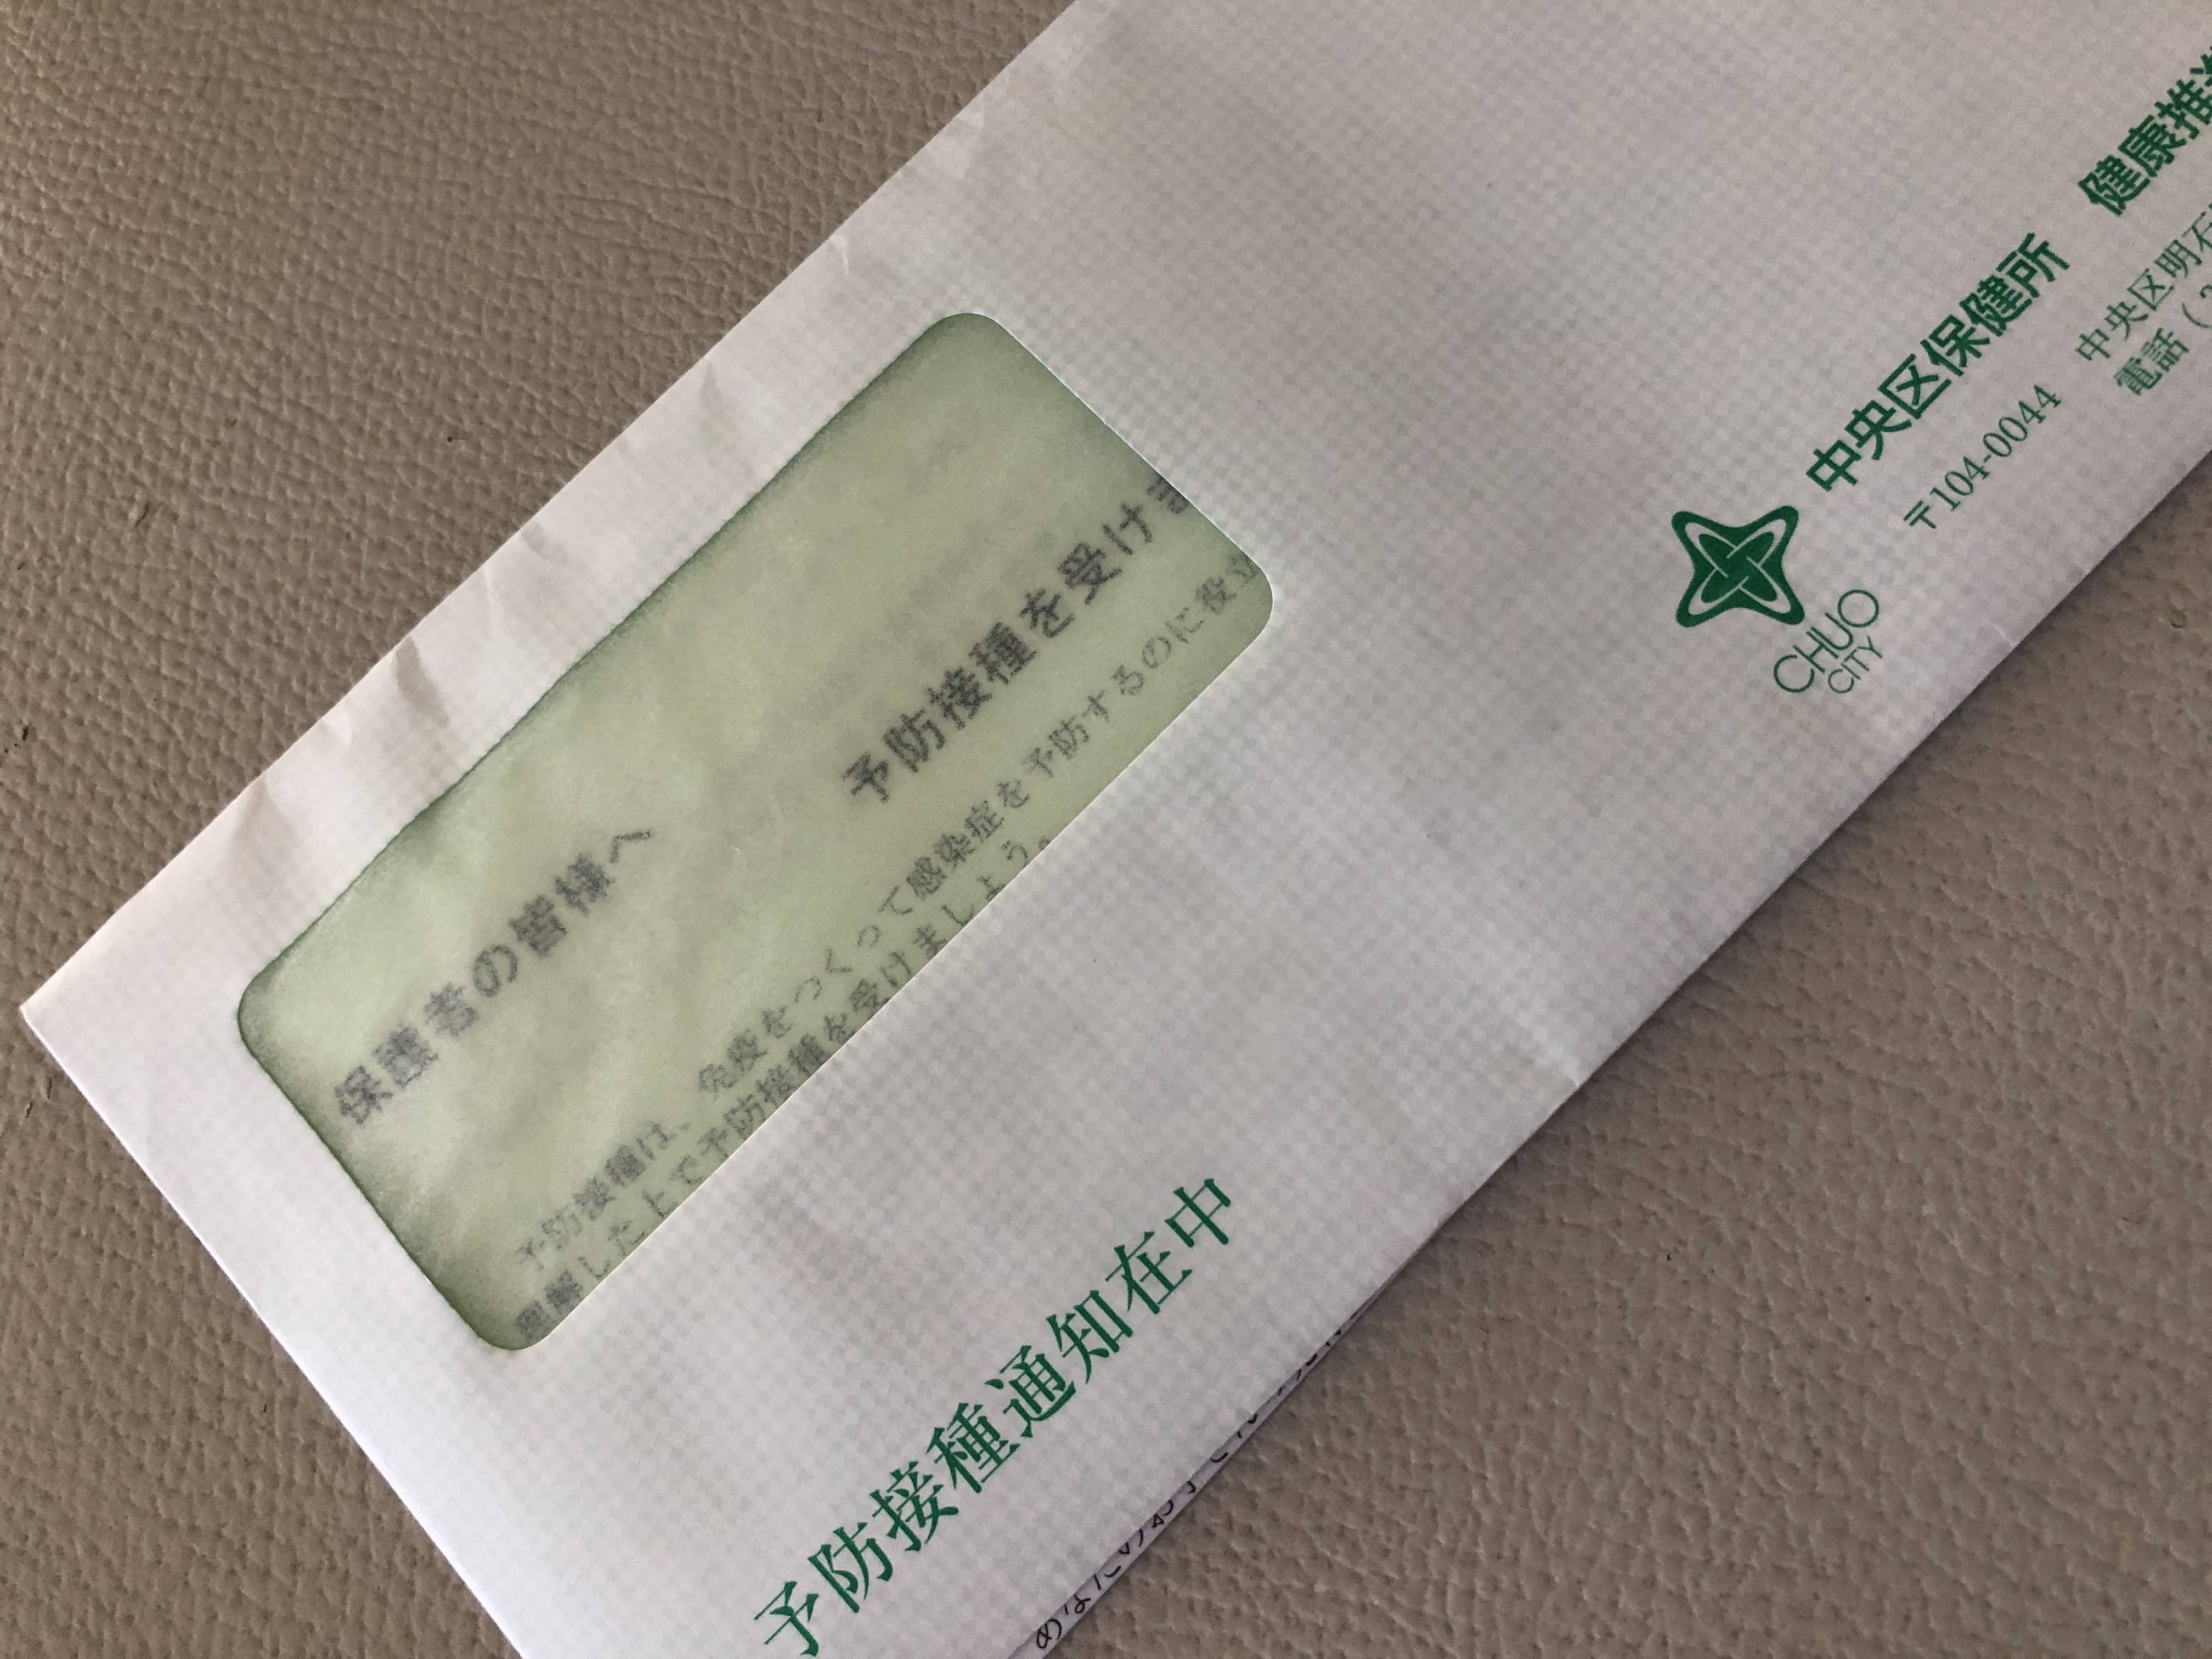 保護者の皆様へ
予防接種を受けま
予防接種は、免疫をつくって感染症を予防するのに役立
理解した上で予防接種を受けましょう。
予防接種通知在中
CHUO
CITY
中央区保健所 健康推進
〒104-0044 中央区明石
電話(